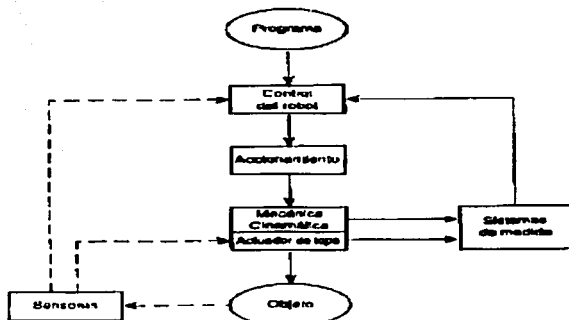 Programa
Control
del robot
Accionamiento
Mecánica
Cinemática
Actuador de tope
Sistemas
de medida
Sensores
Objeto